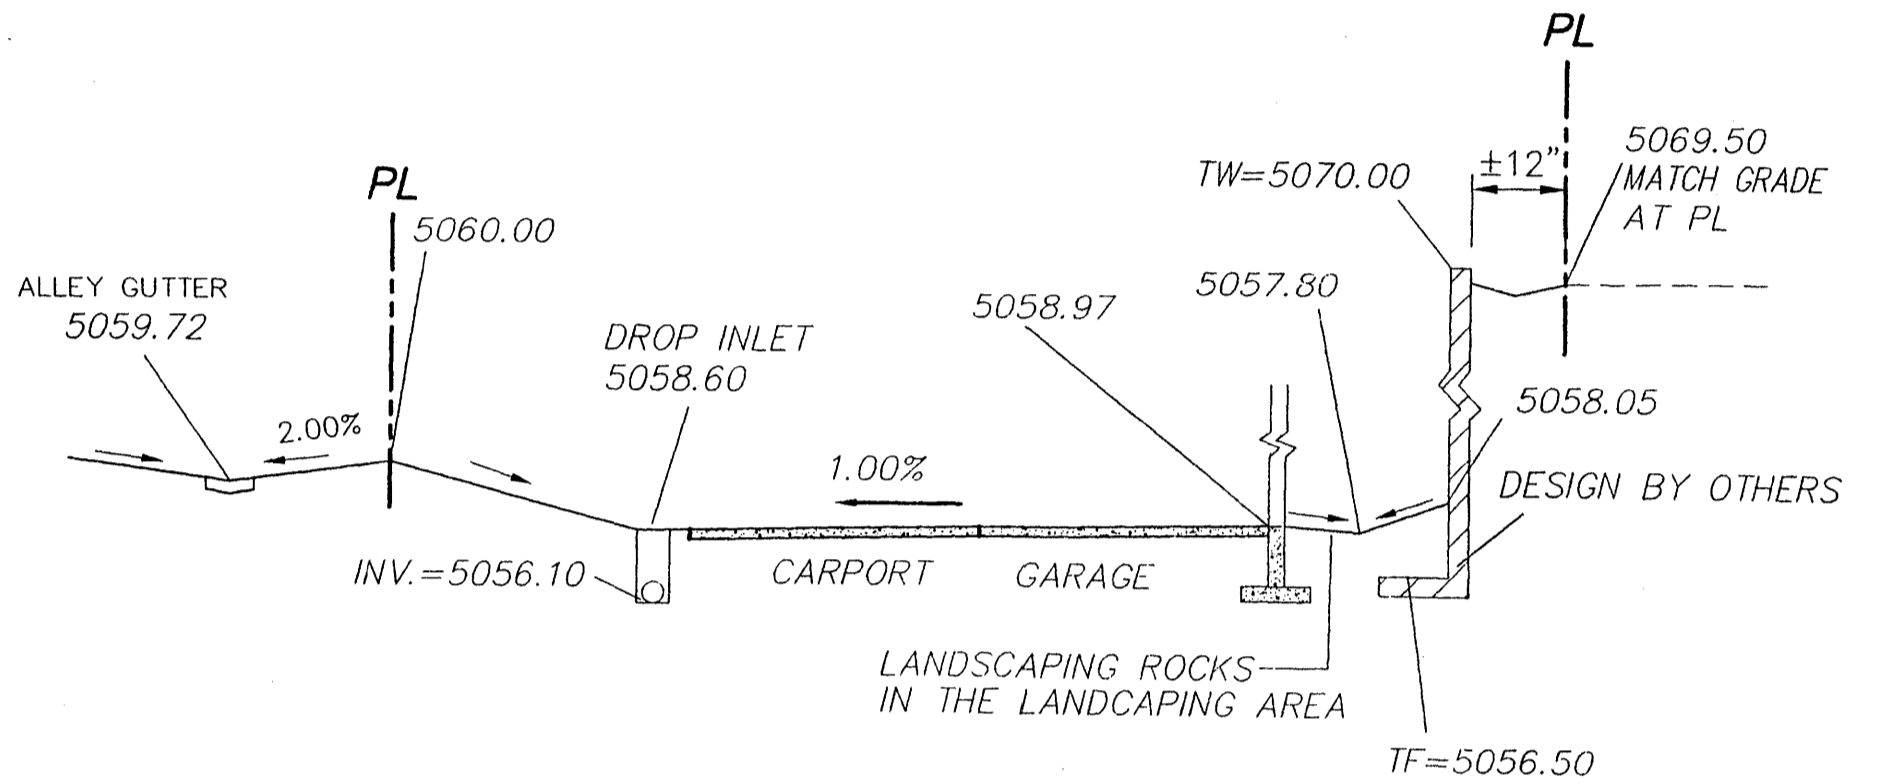 PL
5069.50
MATCH GRADE
AT PL
±12"
TW=5070.00
PL
5060.00
ALLEY GUTTER
5059.72
2.00%
DROP INLET
5058.60
5058.97
5057.80
5058.05
1.00%
DESIGN BY OTHERS
INV.=5056.10
CARPORT
GARAGE
LANDSCAPING ROCKS
IN THE LANDCAPING AREA
TF=5056.50